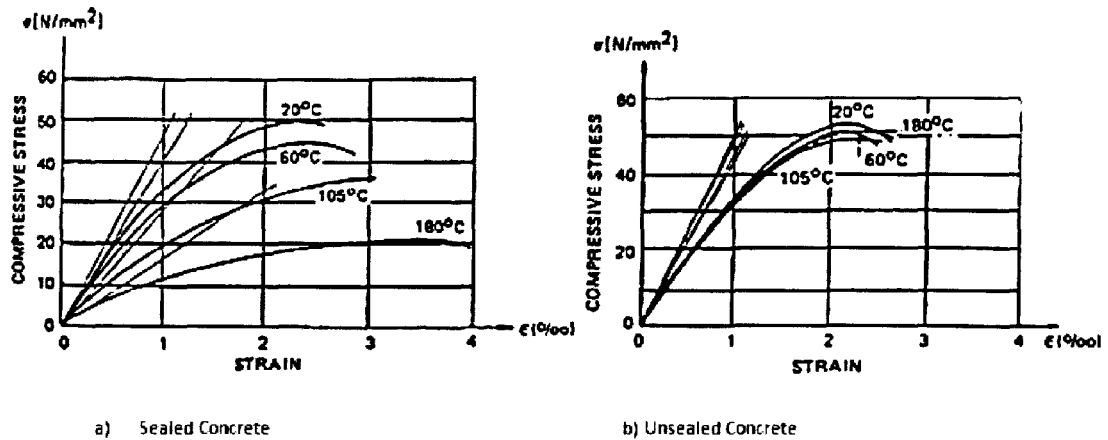 σ[N/mm²]
COMPRESSIVE STRESS
60
50
40
30
20
10
0
20°C
60°C
105°C
180°C
0 1 2 3 4 ϵ(°/oo)
STRAIN
a) Sealed Concrete
σ[N/mm²]
COMPRESSIVE STRESS
60
40
20
0
20°C
180°C
60°C
105°C
0 1 2 3 4 ϵ(°/oo)
STRAIN
b) Unsealed Concrete